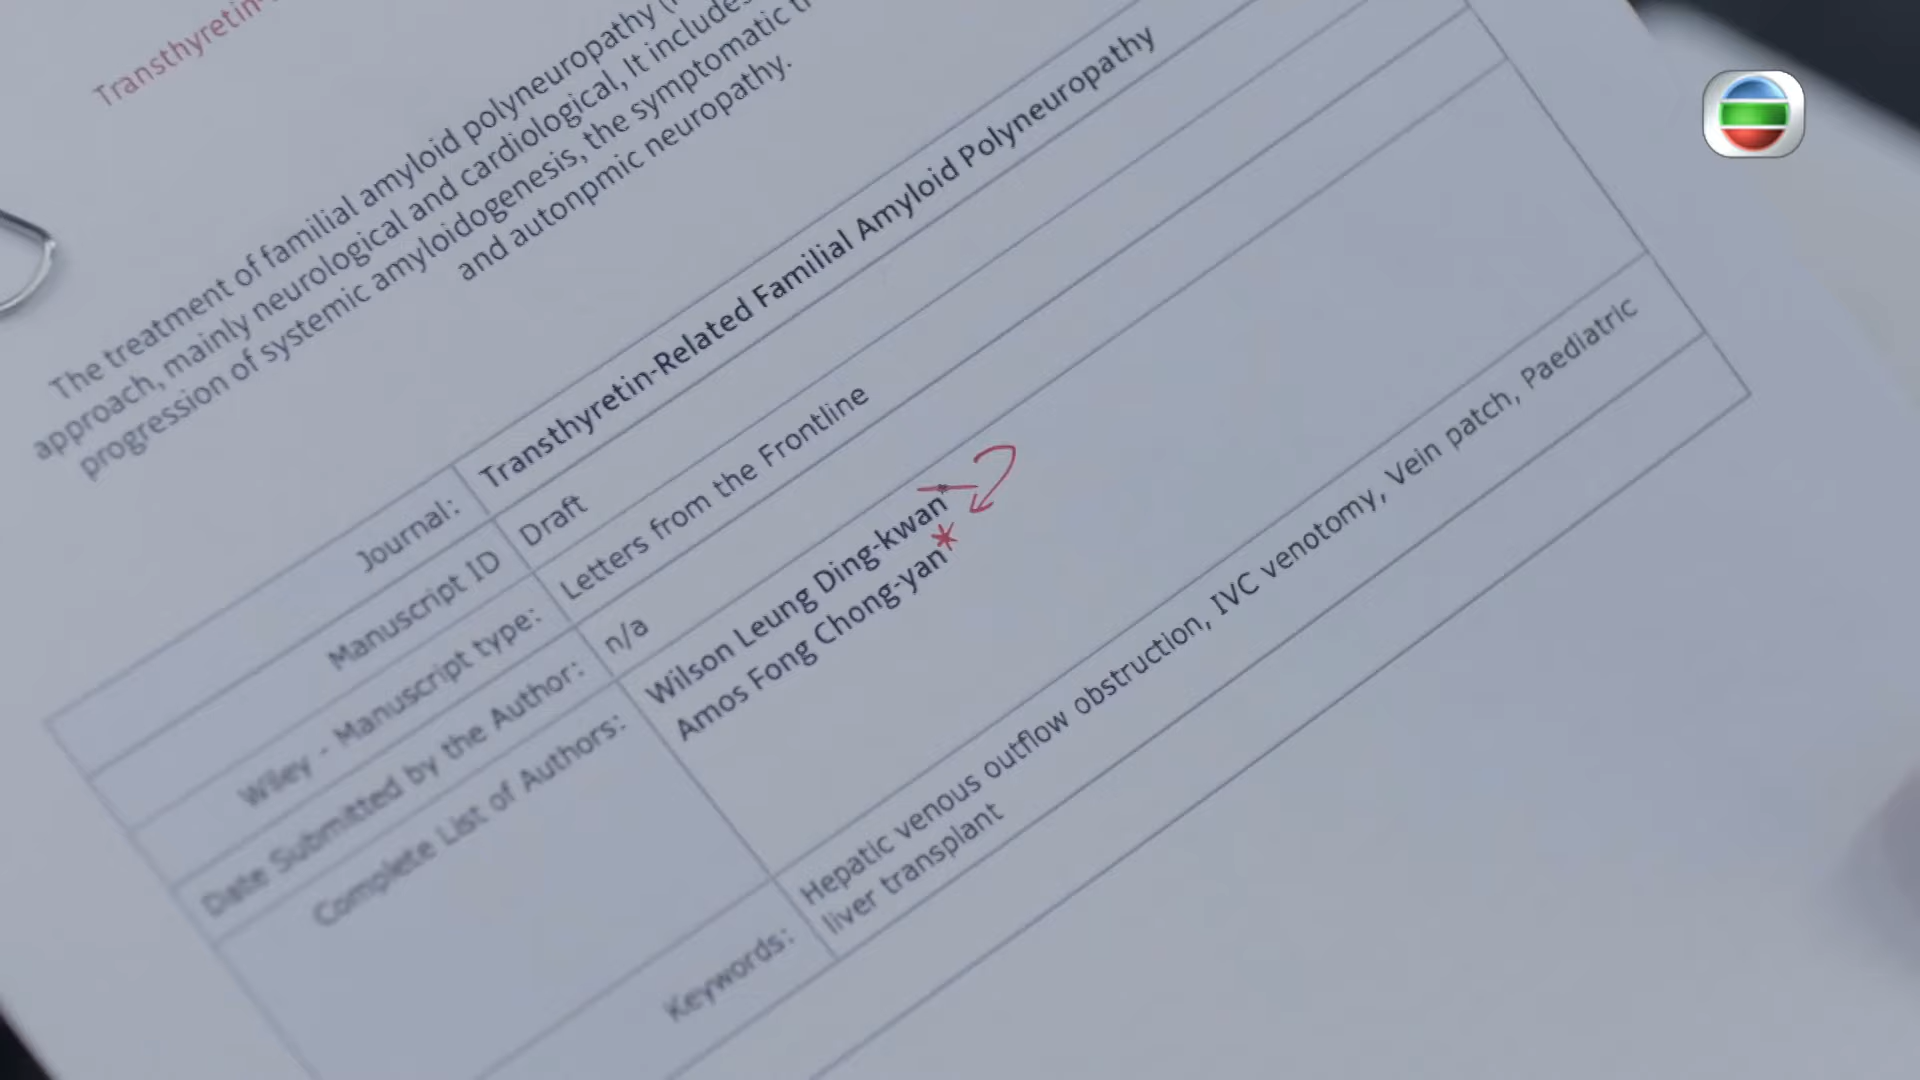 Transthyretin-
The treatment of familial amyloid polyneuropathy
approach, mainly neurological and cardiological, It includes
progression of systemic amyloidogenesis, the symptomatic
and autonpmic neuropathy.
Journal: Transthyretin-Related Familial Amyloid Polyneuropathy
Manuscript ID Draft
Wiley - Manuscript type: Letters from the Frontline
Date Submitted by the Author: n/a
Complete List of Authors: Wilson Leung Ding-kwan*
Amos Fong Chong-yan*
Keywords: Hepatic venous outflow obstruction, IVC venotomy, Vein patch, Paediatric
liver transplant